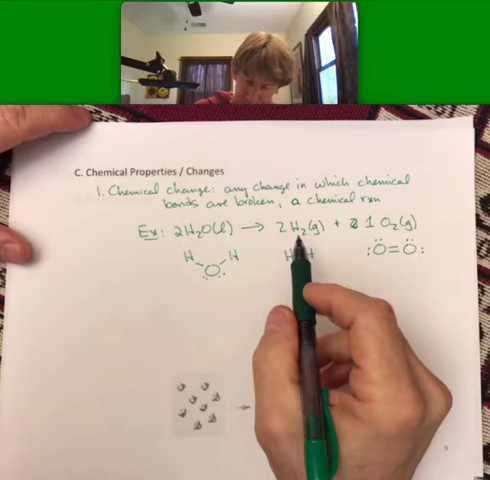 C. Chemical Properties / Changes
1. Chemical change: any change in which chemical
bonds are broken, a chemical rxn
Ex: 2H₂O(l) → 2H₂(g) + 1 O₂(g)
H H H H :Ö=Ö:
O